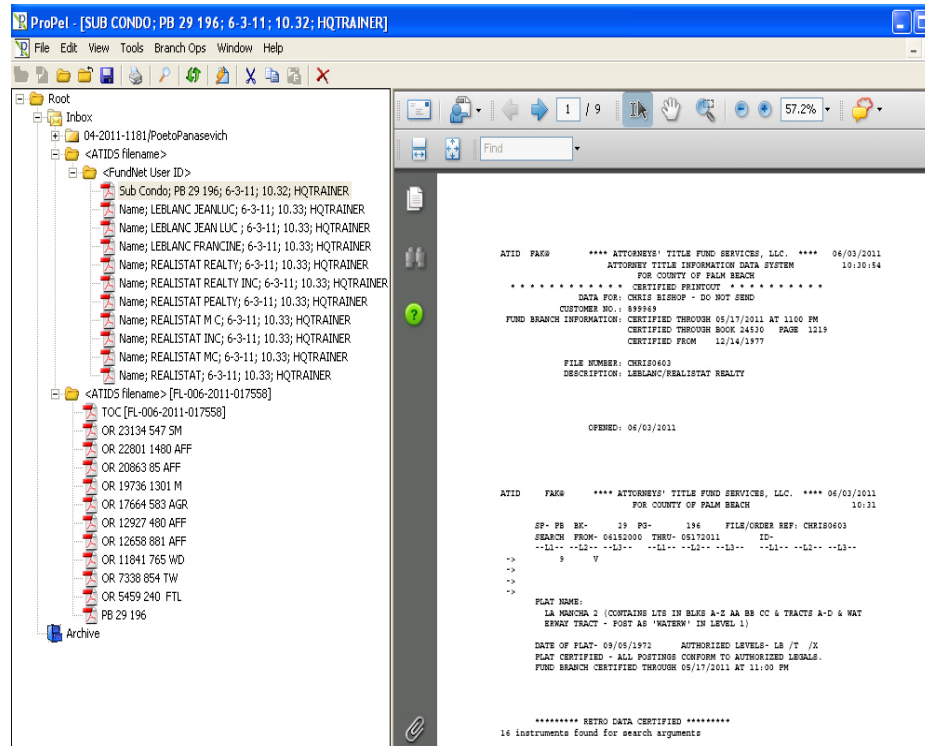 ProPel - [SUB CONDO; PB 29 196; 6-3-11; 10.32; HQTRAINER]
File Edit View Tools Branch Ops Window Help
Root
Inbox
04-2011-1181/PoetoPanasevich
<ATIDS filename>
<FundNet User ID>
Sub Condo; PB 29 196; 6-3-11; 10.32; HQTRAINER
Name; LEBLANC JEANLUC; 6-3-11; 10.33; HQTRAINER
Name; LEBLANC JEAN LUC ; 6-3-11; 10.33; HQTRAINER
Name; LEBLANC FRANCINE; 6-3-11; 10.33; HQTRAINER
Name; REALISTAT REALTY; 6-3-11; 10.33; HQTRAINER
Name; REALISTAT REALTY INC; 6-3-11; 10.33; HQTRAINER
Name; REALISTAT PEALTY; 6-3-11; 10.33; HQTRAINER
Name; REALISTAT M C; 6-3-11; 10.33; HQTRAINER
Name; REALISTAT INC; 6-3-11; 10.33; HQTRAINER
Name; REALISTAT MC; 6-3-11; 10.33; HQTRAINER
Name; REALISTAT; 6-3-11; 10.33; HQTRAINER
<ATIDS filename> [FL-006-2011-017558]
TOC [FL-006-2011-017558]
OR 23134 547 SM
OR 22801 1480 AFF
OR 20863 85 AFF
OR 19736 1301 M
OR 17664 583 AGR
OR 12927 480 AFF
OR 12658 881 AFF
OR 11841 765 WD
OR 7338 854 TW
OR 5459 240 FTL
PB 29 196
Archive
1 / 9 57.2%
Find
ATID FAK@ **** ATTORNEYS' TITLE FUND SERVICES, LLC. **** 06/03/2011
ATTORNEY TITLE INFORMATION DATA SYSTEM 10:30:54
FOR COUNTY OF PALM BEACH
* * * * * * * * * * * * CERTIFIED PRINTOUT * * * * * * * * * *
DATA FOR: CHRIS BISHOP - DO NOT SEND
CUSTOMER NO.: 899969
FUND BRANCH INFORMATION: CERTIFIED THROUGH 05/17/2011 AT 1100 PM
CERTIFIED THROUGH BOOK 24530 PAGE 1219
CERTIFIED FROM 12/14/1977
FILE NUMBER: CHRIS0603
DESCRIPTION: LEBLANC/REALISTAT REALTY
OPENED: 06/03/2011
ATID FAK@ **** ATTORNEYS' TITLE FUND SERVICES, LLC. **** 06/03/2011
FOR COUNTY OF PALM BEACH 10:31
SP- PB BK- 29 PG- 196 FILE/ORDER REF: CHRIS0603
SEARCH FROM- 06152000 THRU- 05172011 ID-
--L1-- --L2-- --L3-- --L1-- --L2-- --L3-- --L1-- --L2-- --L3--
-> 9 V
->
->
->
PLAT NAME:
LA MANCHA 2 (CONTAINS LTS IN BLKS A-Z AA BB CC & TRACTS A-D & WAT
ERWAY TRACT - POST AS 'WATERW' IN LEVEL 1)
DATE OF PLAT- 09/05/1972 AUTHORIZED LEVELS- LB /T /X
PLAT CERTIFIED - ALL POSTINGS CONFORM TO AUTHORIZED LEGALS.
FUND BRANCH CERTIFIED THROUGH 05/17/2011 AT 11:00 PM
********* RETRO DATA CERTIFIED *********
16 instruments found for search arguments